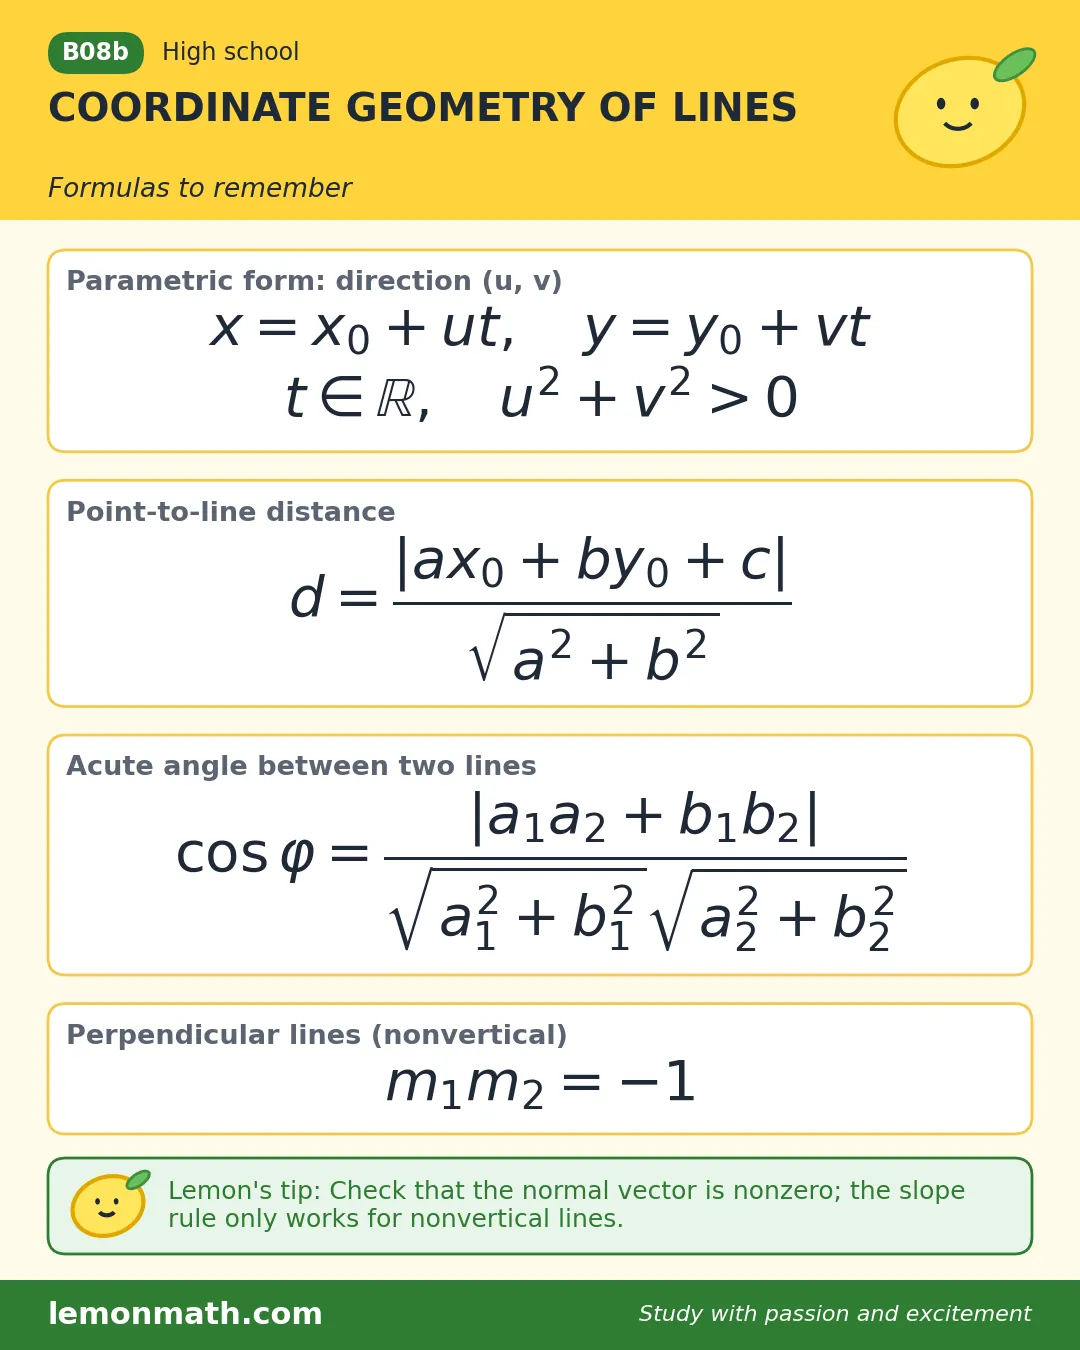 B08b High school
COORDINATE GEOMETRY OF LINES
Formulas to remember
Parametric form: direction (u, v)
x = x₀ + ut, y = y₀ + vt
t ∈ ℝ, u² + v² > 0
Point-to-line distance
d = |ax₀ + by₀ + c| / √(a² + b²)
Acute angle between two lines
cos φ = |a₁a₂ + b₁b₂| / (√(a₁² + b₁²) √(a₂² + b₂²))
Perpendicular lines (nonvertical)
m₁m₂ = −1
Lemon's tip: Check that the normal vector is nonzero; the slope
rule only works for nonvertical lines.
lemonmath.com
Study with passion and excitement